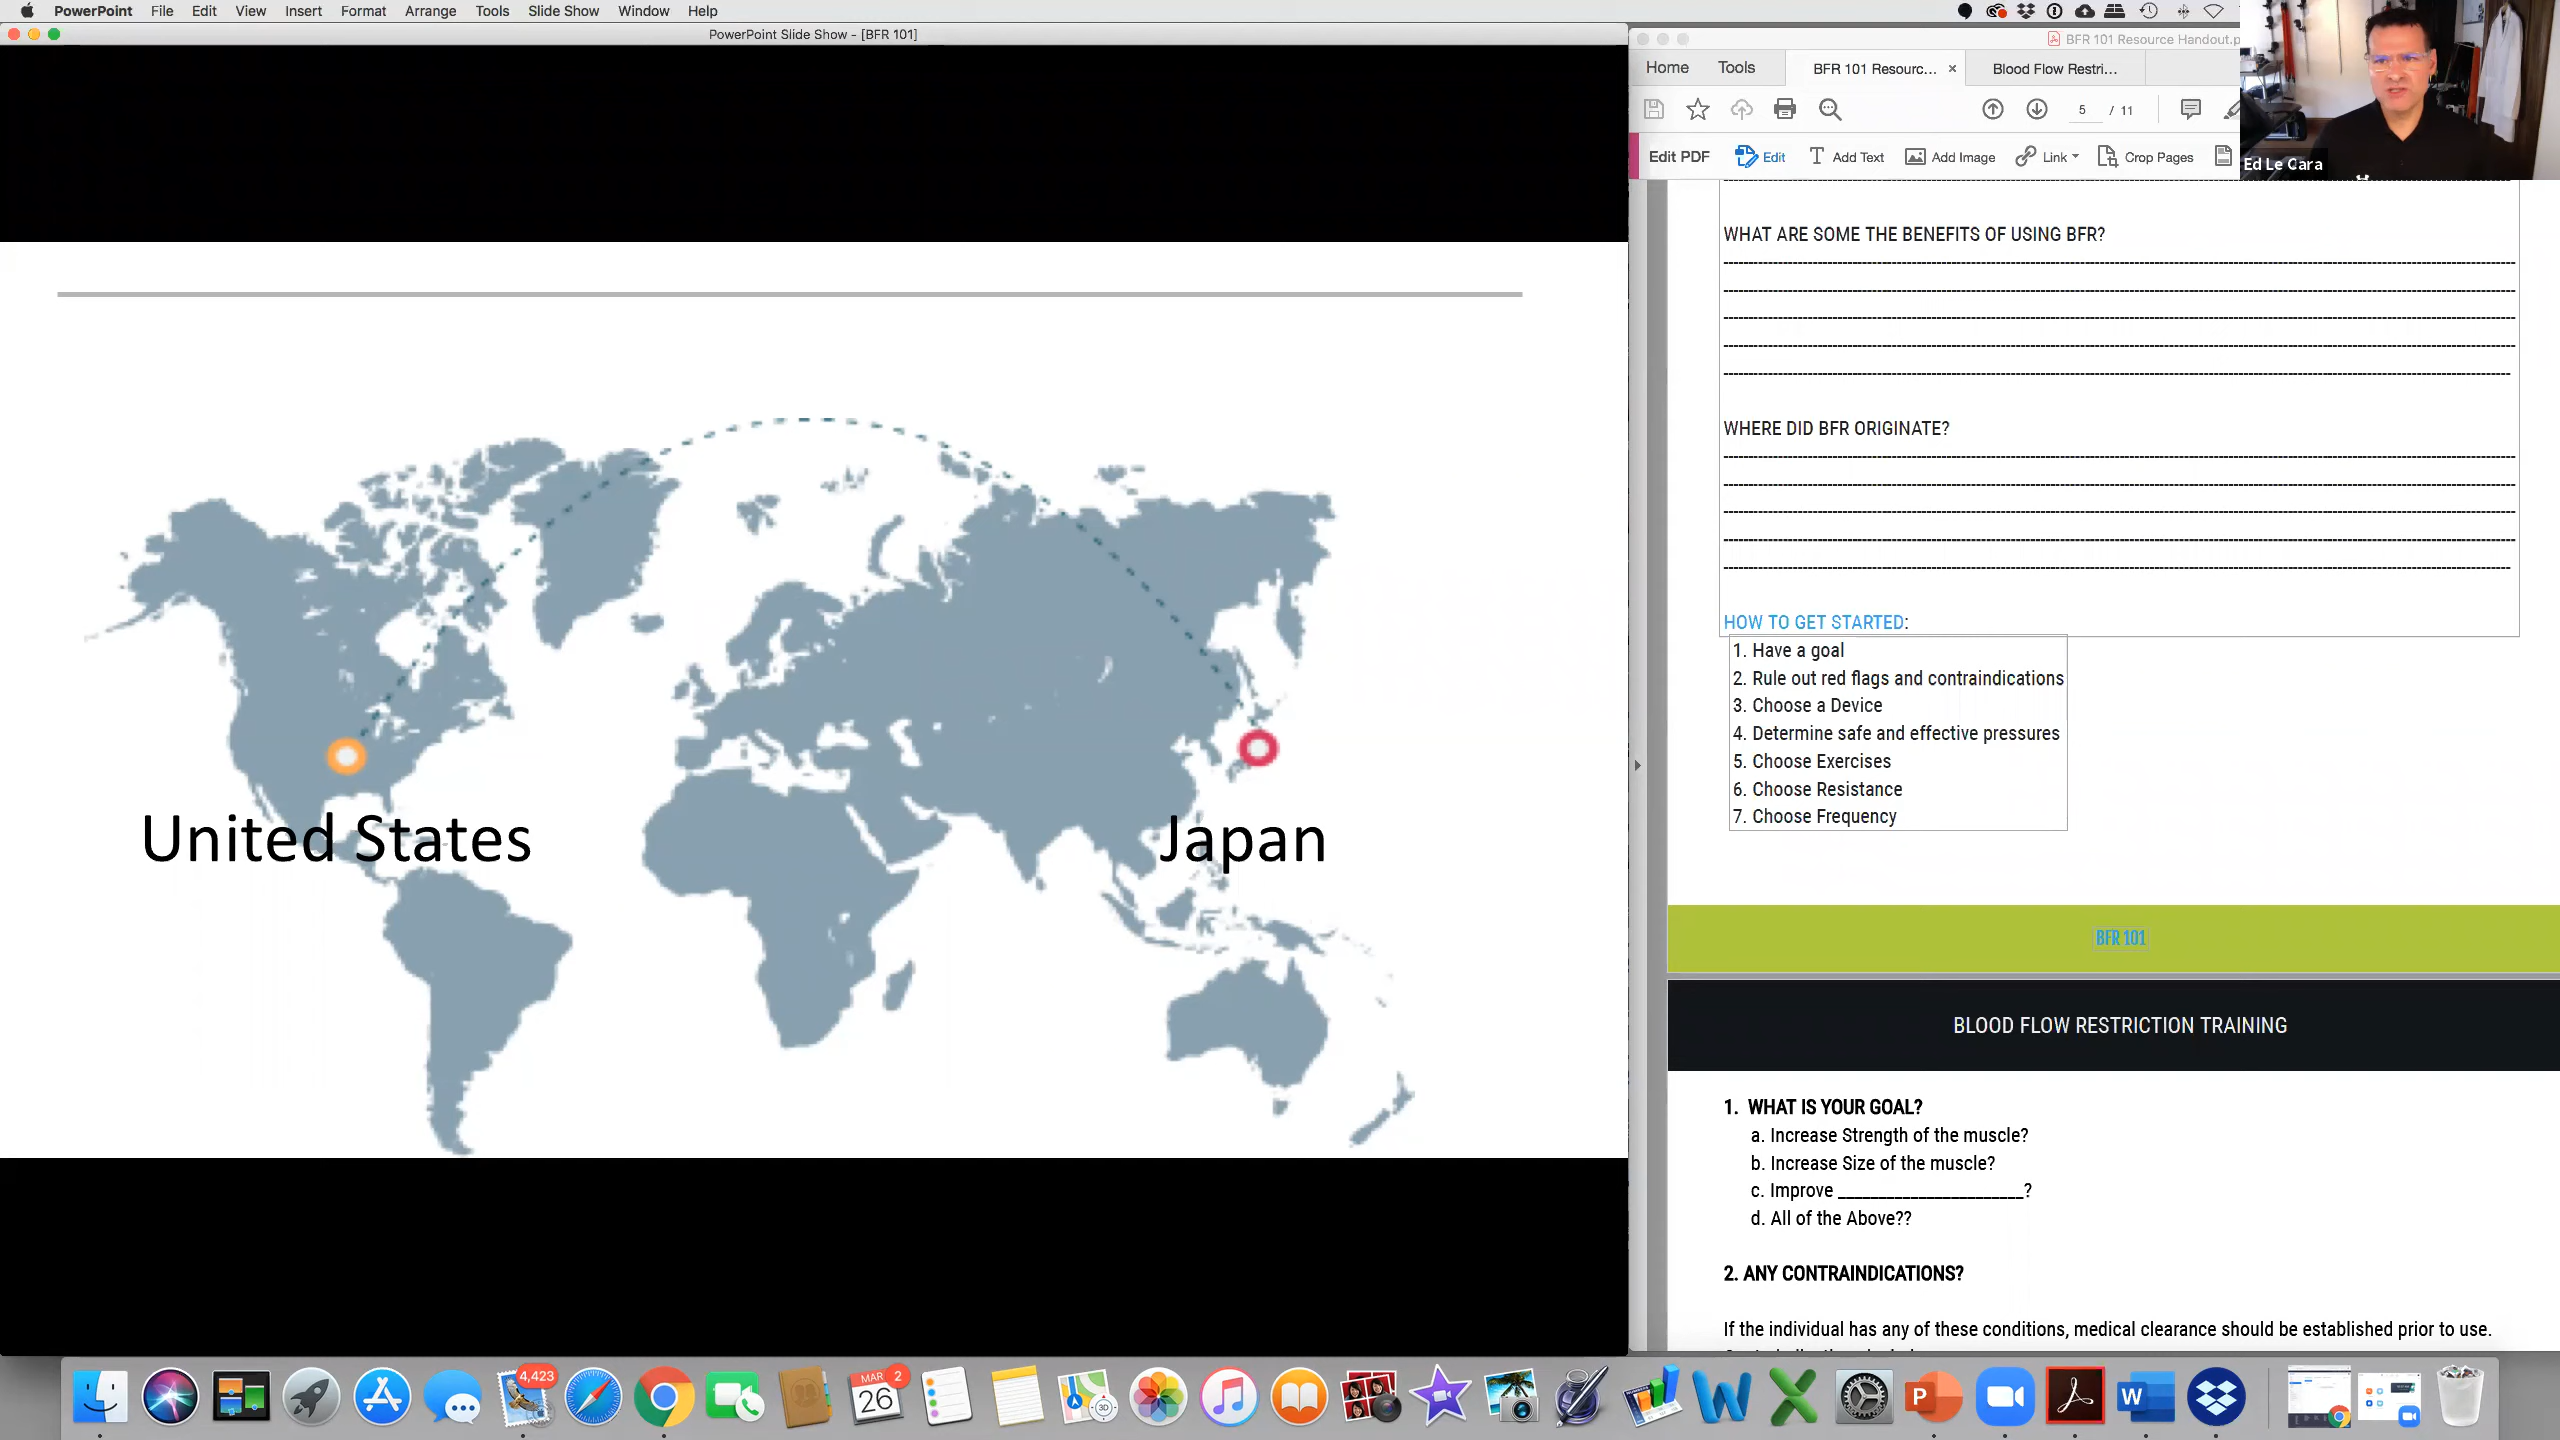 PowerPoint File Edit View Insert Format Arrange Tools Slide Show Window Help
PowerPoint Slide Show - [BFR 101]
United States
Japan
BFR 101 Resource Handout.p
Home Tools BFR 101 Resourc... × Blood Flow Restri...
5 / 11
Edit PDF Edit Add Text Add Image Link Crop Pages
Ed Le Cara
WHAT ARE SOME THE BENEFITS OF USING BFR?
WHERE DID BFR ORIGINATE?
HOW TO GET STARTED:
1. Have a goal
2. Rule out red flags and contraindications
3. Choose a Device
4. Determine safe and effective pressures
5. Choose Exercises
6. Choose Resistance
7. Choose Frequency
BFR 101
BLOOD FLOW RESTRICTION TRAINING
1. WHAT IS YOUR GOAL?
a. Increase Strength of the muscle?
b. Increase Size of the muscle?
c. Improve _______________________?
d. All of the Above??
2. ANY CONTRAINDICATIONS?
If the individual has any of these conditions, medical clearance should be established prior to use.
4,423
MAR 2
26
3D
W
P
W